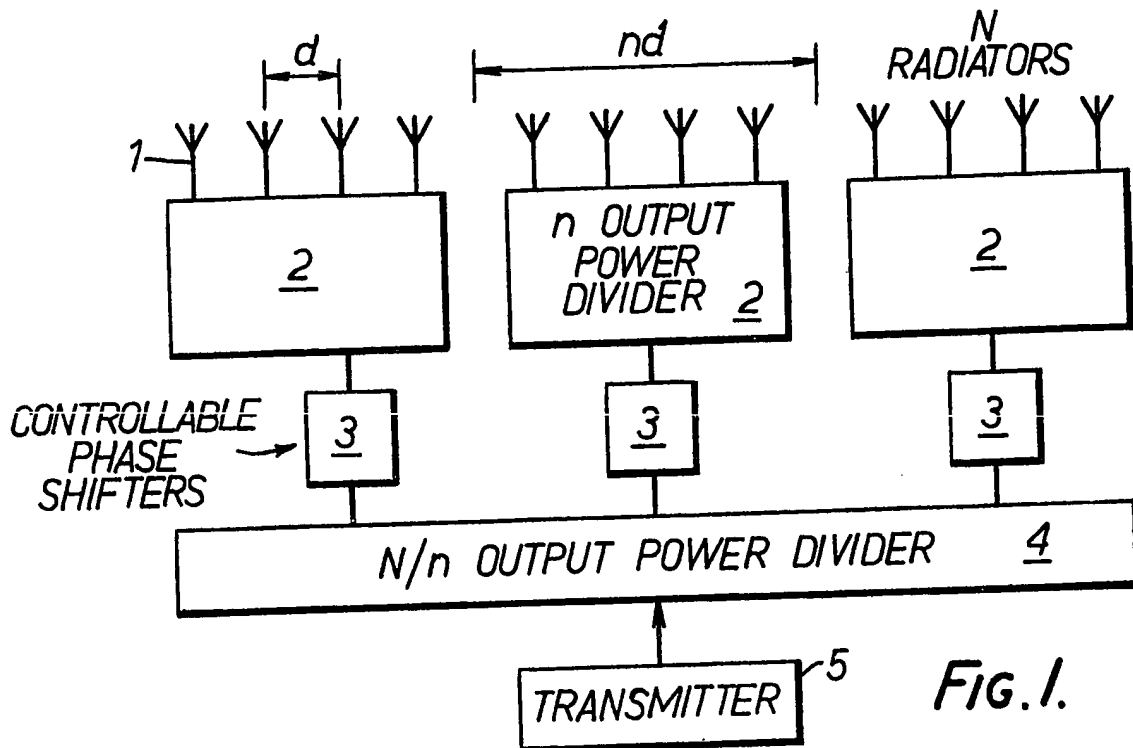 d
nd
N
RADIATORS
1
2
n OUTPUT
POWER
DIVIDER
2
2
CONTROLLABLE
PHASE
SHIFTERS
3
3
3
N/n OUTPUT POWER DIVIDER 4
TRANSMITTER
5
FIG.1.